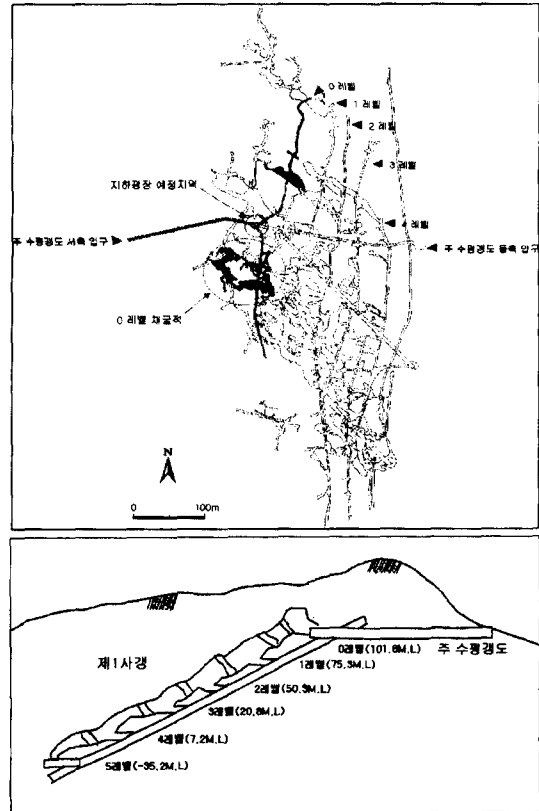 0 레벨
1 레벨
2 레벨
3 레벨
지하광장 예정지역
4 레벨
주 수평갱도 서측 입구
주 수평갱도 동측 입구
0 레벨 채굴적
N
0 100m
0레벨(101.6M.L)
주 수평갱도
제1사갱
1레벨(75.3M.L)
2레벨(50.3M.L)
3레벨(20.8M.L)
4레벨(7.2M.L)
5레벨(-35.2M.L)